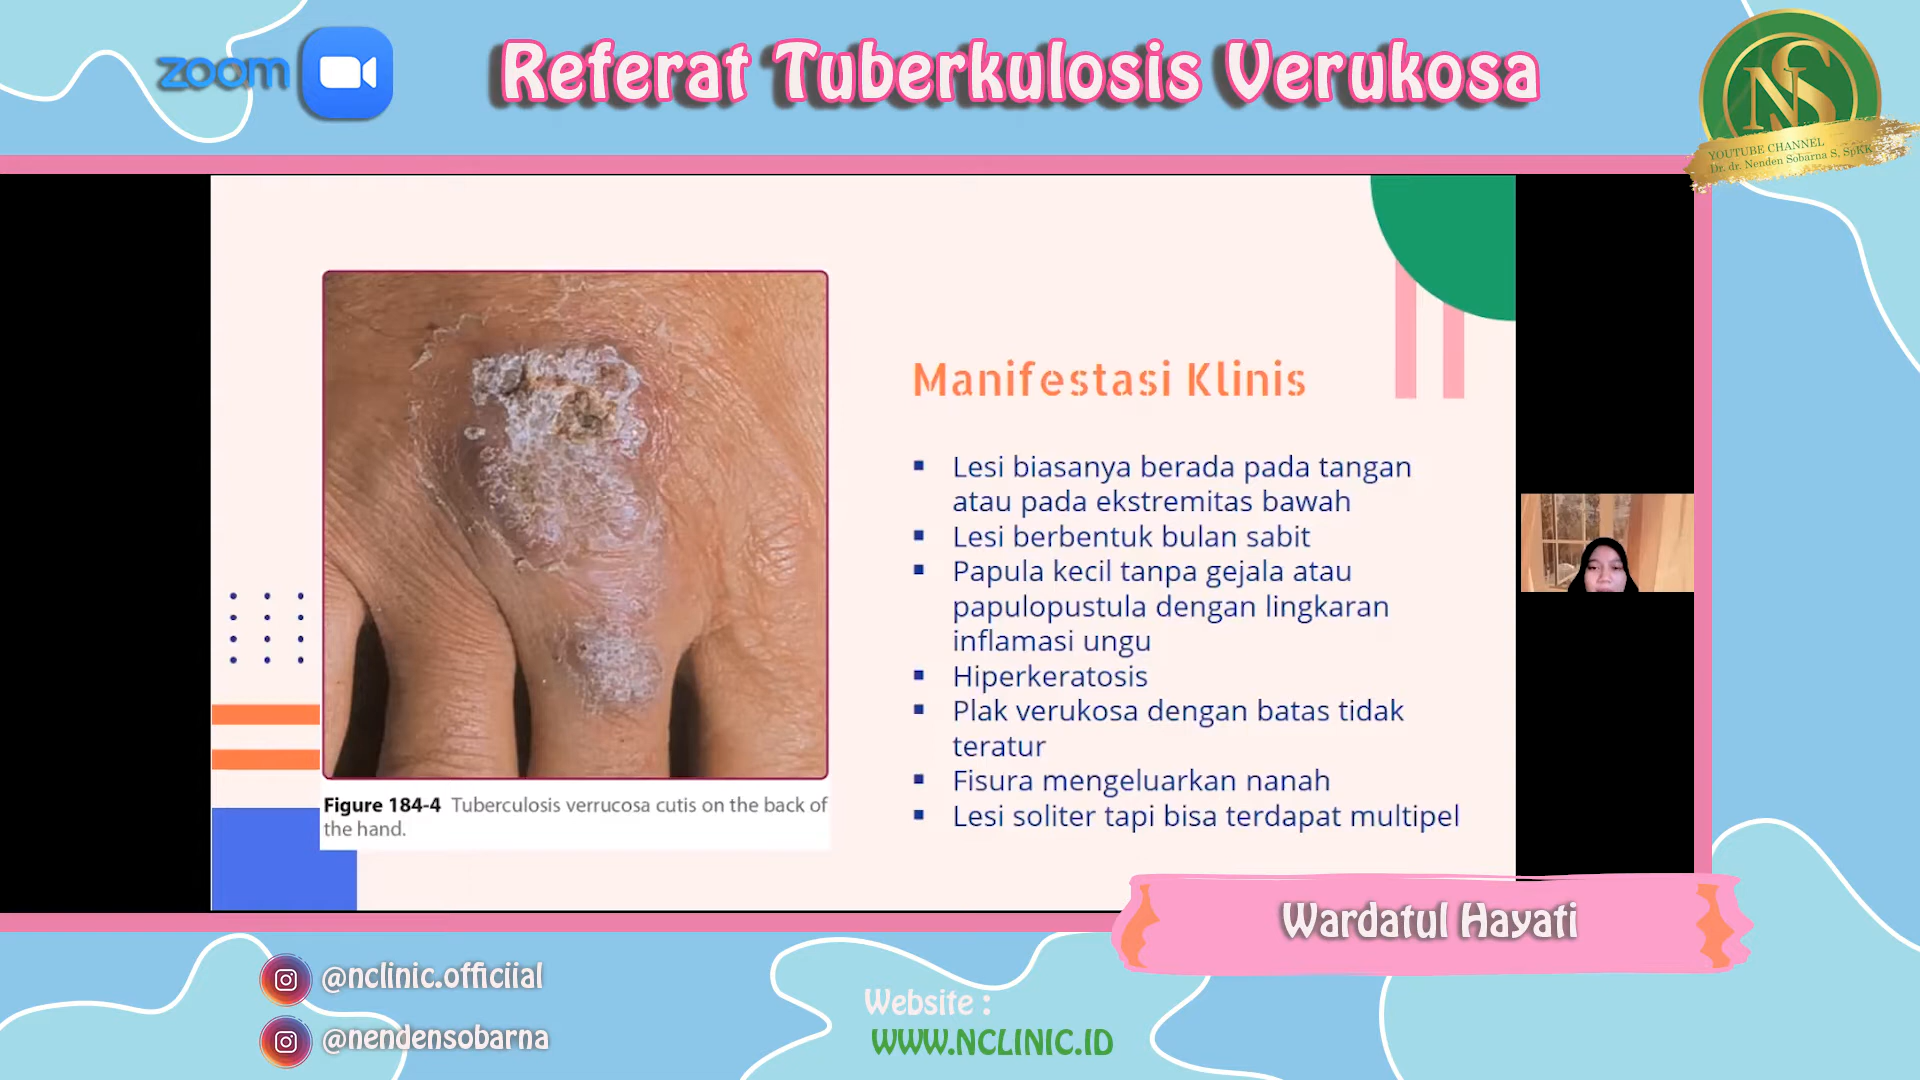 zoom
Referat Tuberkulosis Verukosa
NS
YOUTUBE CHANNEL
Dr. dr. Nenden Sobarna S, SpKK
Manifestasi Klinis
▪ Lesi biasanya berada pada tangan
atau pada ekstremitas bawah
▪ Lesi berbentuk bulan sabit
▪ Papula kecil tanpa gejala atau
papulopustula dengan lingkaran
inflamasi ungu
▪ Hiperkeratosis
▪ Plak verukosa dengan batas tidak
teratur
▪ Fisura mengeluarkan nanah
▪ Lesi soliter tapi bisa terdapat multipel
Figure 184-4 Tuberculosis verrucosa cutis on the back of
the hand.
Wardatul Hayati
@nclinic.officiial
@nendensobarna
Website :
WWW.NCLINIC.ID